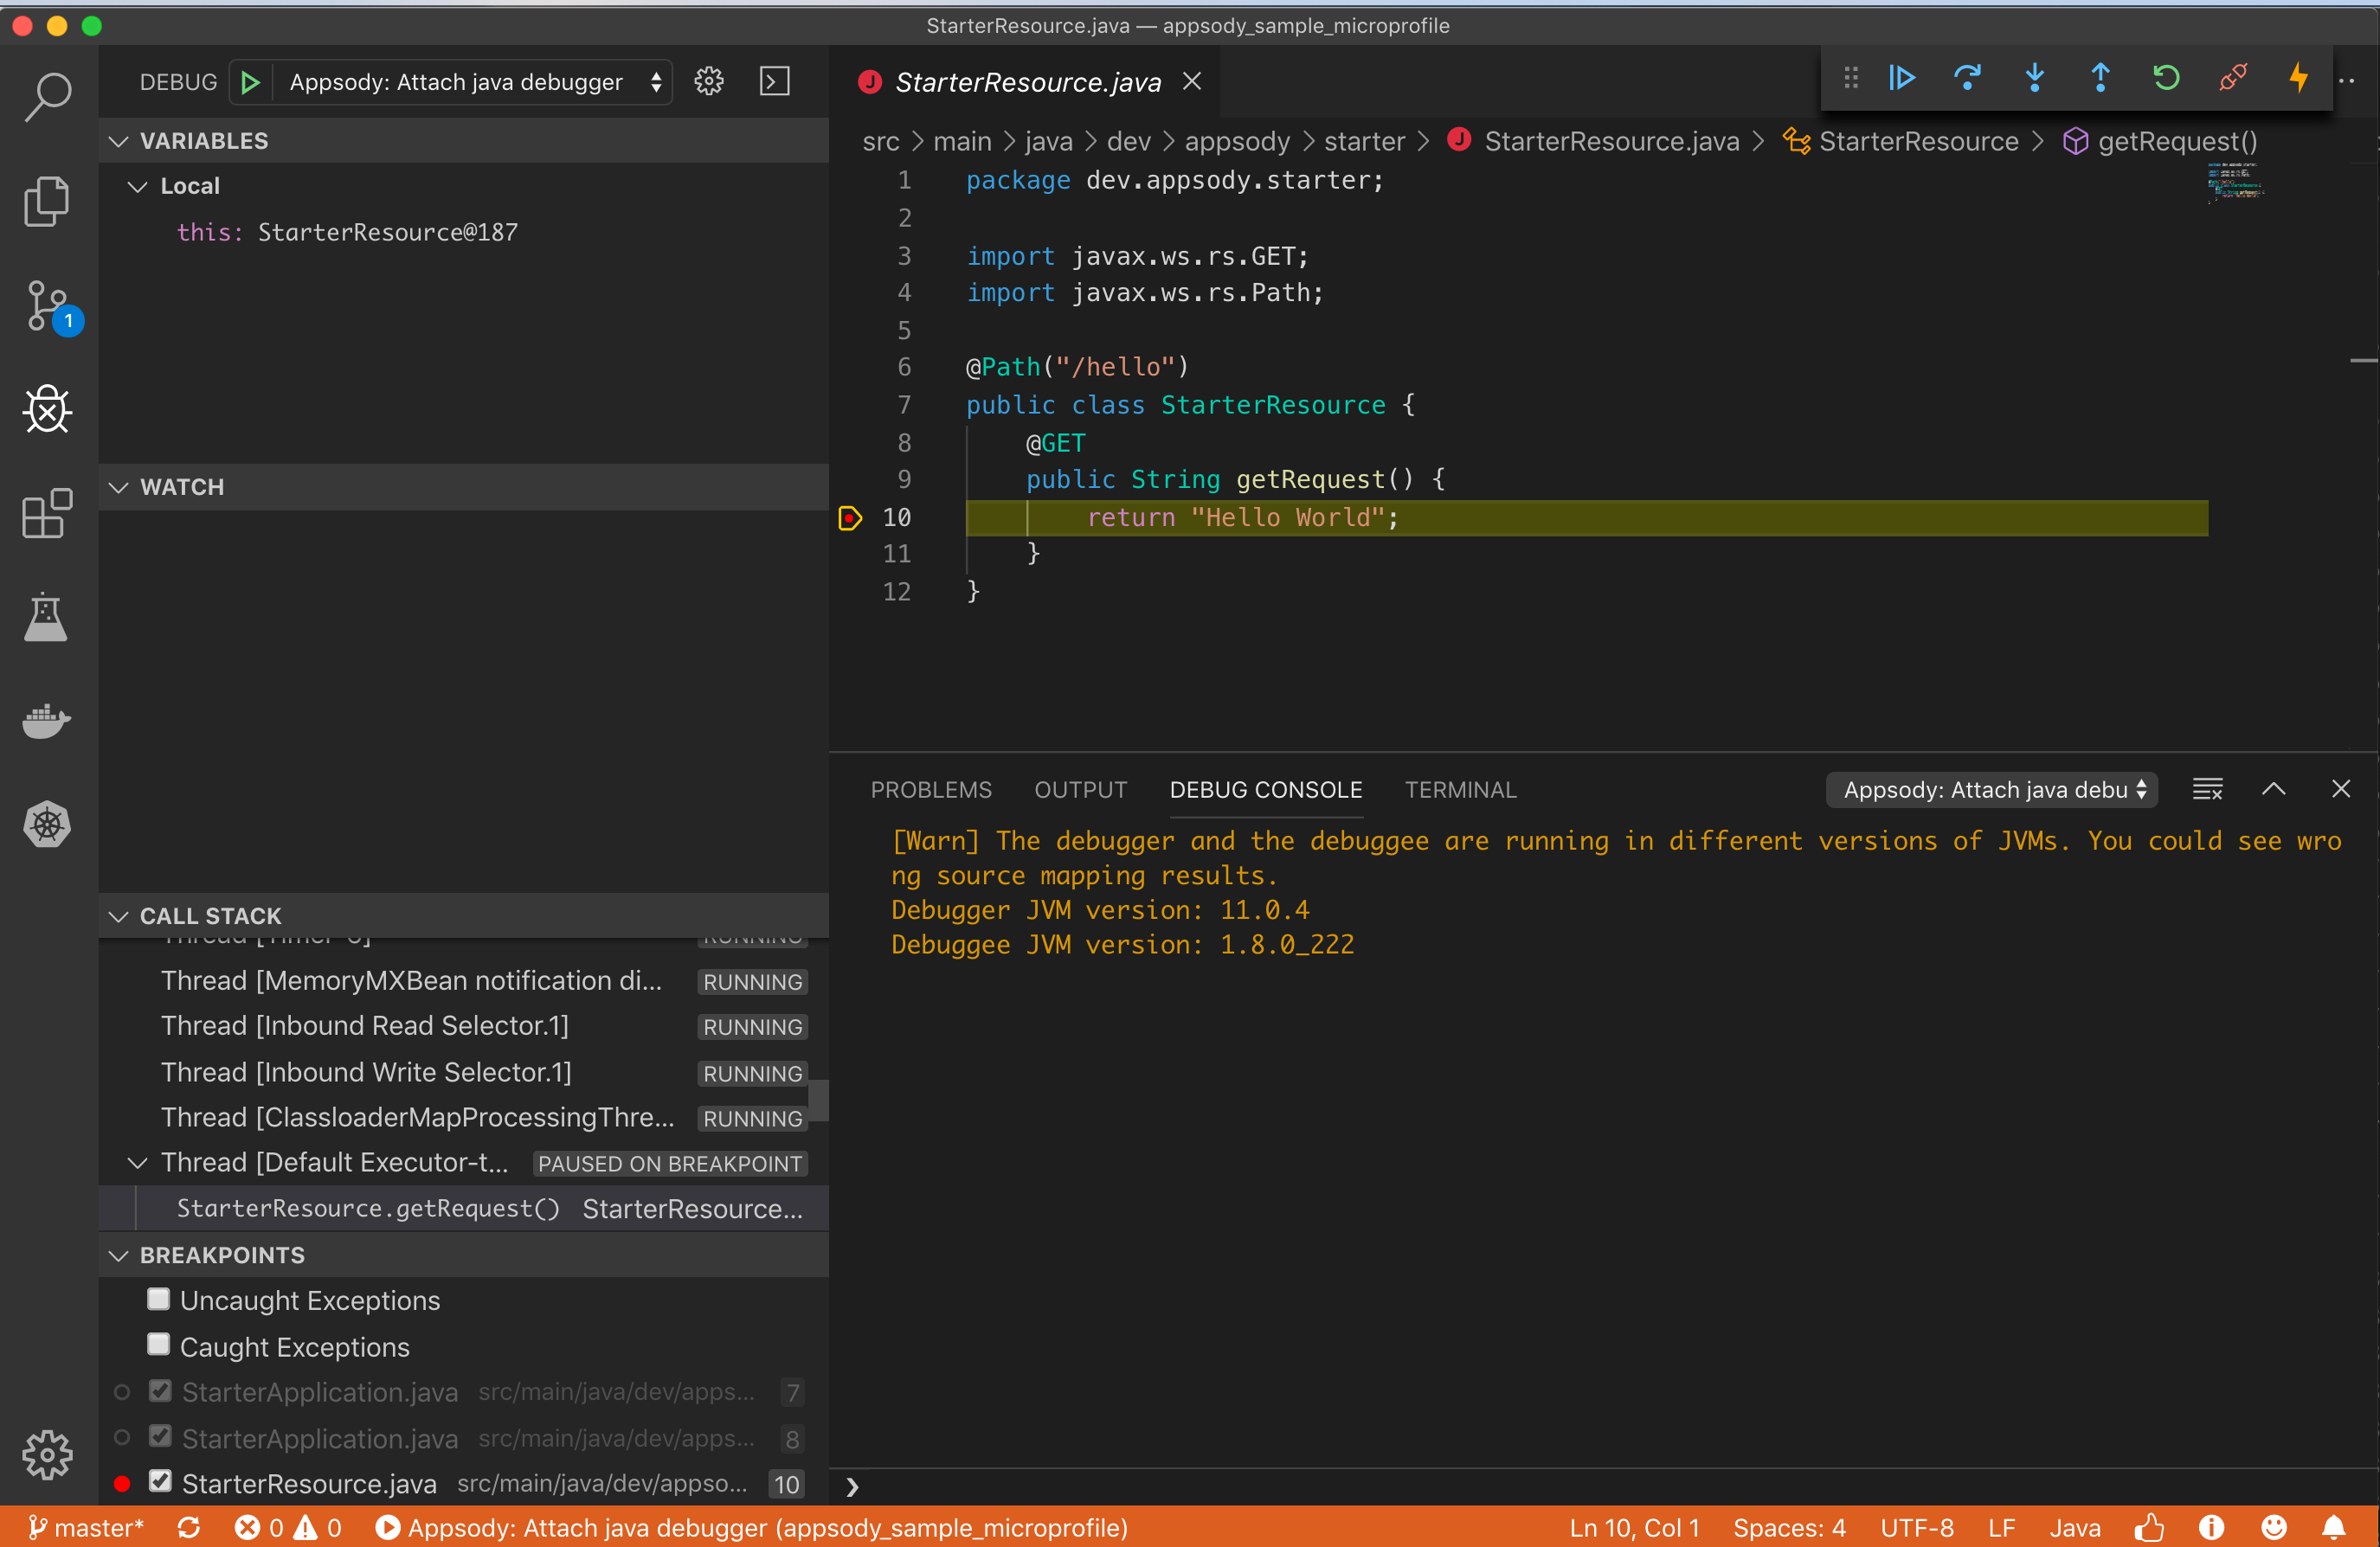 StarterResource.java — appsody_sample_microprofile
DEBUG Appsody: Attach java debugger
VARIABLES
Local
this: StarterResource@187
WATCH
CALL STACK
RUNNING
Thread [MemoryMXBean notification di... RUNNING
Thread [Inbound Read Selector.1] RUNNING
Thread [Inbound Write Selector.1] RUNNING
Thread [ClassloaderMapProcessingThre... RUNNING
Thread [Default Executor-t... PAUSED ON BREAKPOINT
StarterResource.getRequest() StarterResource...
BREAKPOINTS
Uncaught Exceptions
Caught Exceptions
StarterApplication.java src/main/java/dev/apps... 7
StarterApplication.java src/main/java/dev/apps... 8
StarterResource.java src/main/java/dev/appso... 10
1
J StarterResource.java
src > main > java > dev > appsody > starter > J StarterResource.java > StarterResource > getRequest()
1 package dev.appsody.starter;
2
3 import javax.ws.rs.GET;
4 import javax.ws.rs.Path;
5
6 @Path("/hello")
7 public class StarterResource {
8 @GET
9 public String getRequest() {
10 return "Hello World";
11 }
12 }
PROBLEMS OUTPUT DEBUG CONSOLE TERMINAL Appsody: Attach java debu
[Warn] The debugger and the debuggee are running in different versions of JVMs. You could see wro
ng source mapping results.
Debugger JVM version: 11.0.4
Debuggee JVM version: 1.8.0_222
master* 0 0 Appsody: Attach java debugger (appsody_sample_microprofile) Ln 10, Col 1 Spaces: 4 UTF-8 LF Java